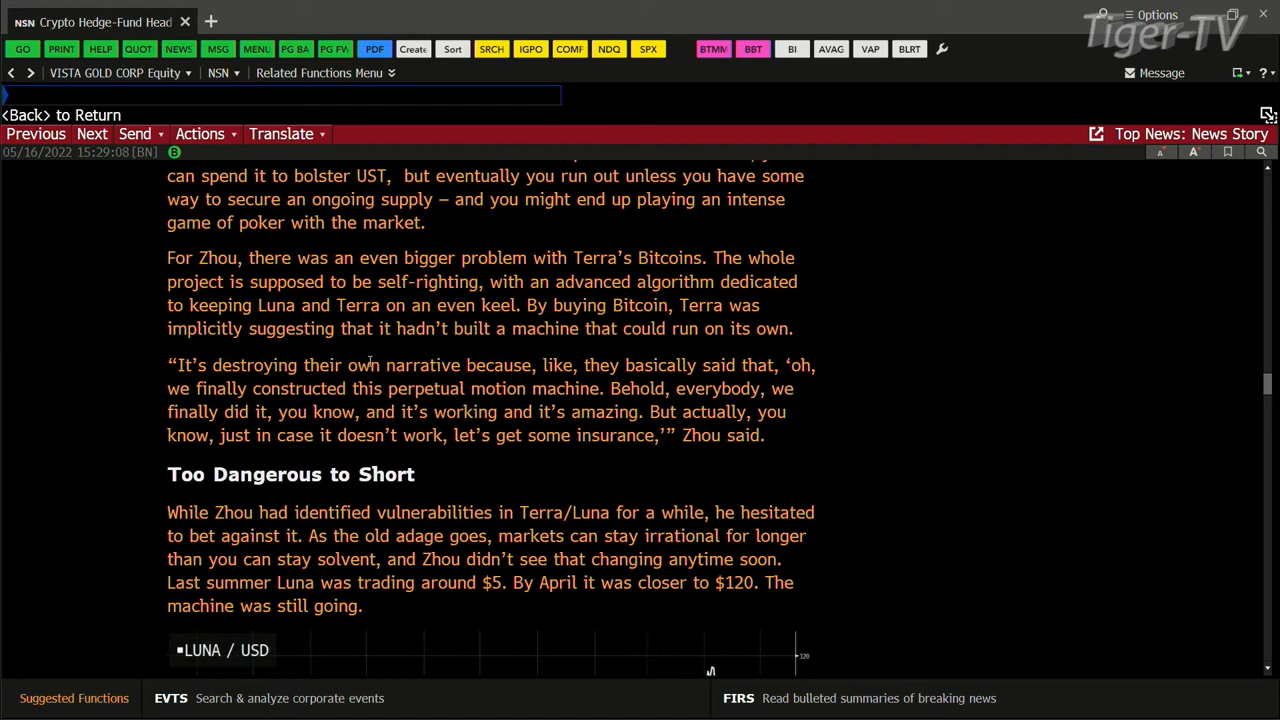 NSN Crypto Hedge-Fund Head
Options
Tiger-TV
GO PRINT HELP QUOT NEWS MSG MENU PG BA PG FW PDF Create Sort SRCH IGPO COMF NDQ SPX BTMM BBT BI AVAG VAP BLRT
VISTA GOLD CORP Equity NSN Related Functions Menu Message
<Back> to Return
Previous Next Send Actions Translate Top News: News Story
05/16/2022 15:29:08 [BN]
can spend it to bolster UST, but eventually you run out unless you have some
way to secure an ongoing supply – and you might end up playing an intense
game of poker with the market.
For Zhou, there was an even bigger problem with Terra’s Bitcoins. The whole
project is supposed to be self-righting, with an advanced algorithm dedicated
to keeping Luna and Terra on an even keel. By buying Bitcoin, Terra was
implicitly suggesting that it hadn’t built a machine that could run on its own.
“It’s destroying their own narrative because, like, they basically said that, ‘oh,
we finally constructed this perpetual motion machine. Behold, everybody, we
finally did it, you know, and it’s working and it’s amazing. But actually, you
know, just in case it doesn’t work, let’s get some insurance,’” Zhou said.
Too Dangerous to Short
While Zhou had identified vulnerabilities in Terra/Luna for a while, he hesitated
to bet against it. As the old adage goes, markets can stay irrational for longer
than you can stay solvent, and Zhou didn’t see that changing anytime soon.
Last summer Luna was trading around $5. By April it was closer to $120. The
machine was still going.
LUNA / USD
120
Suggested Functions EVTS Search & analyze corporate events FIRS Read bulleted summaries of breaking news